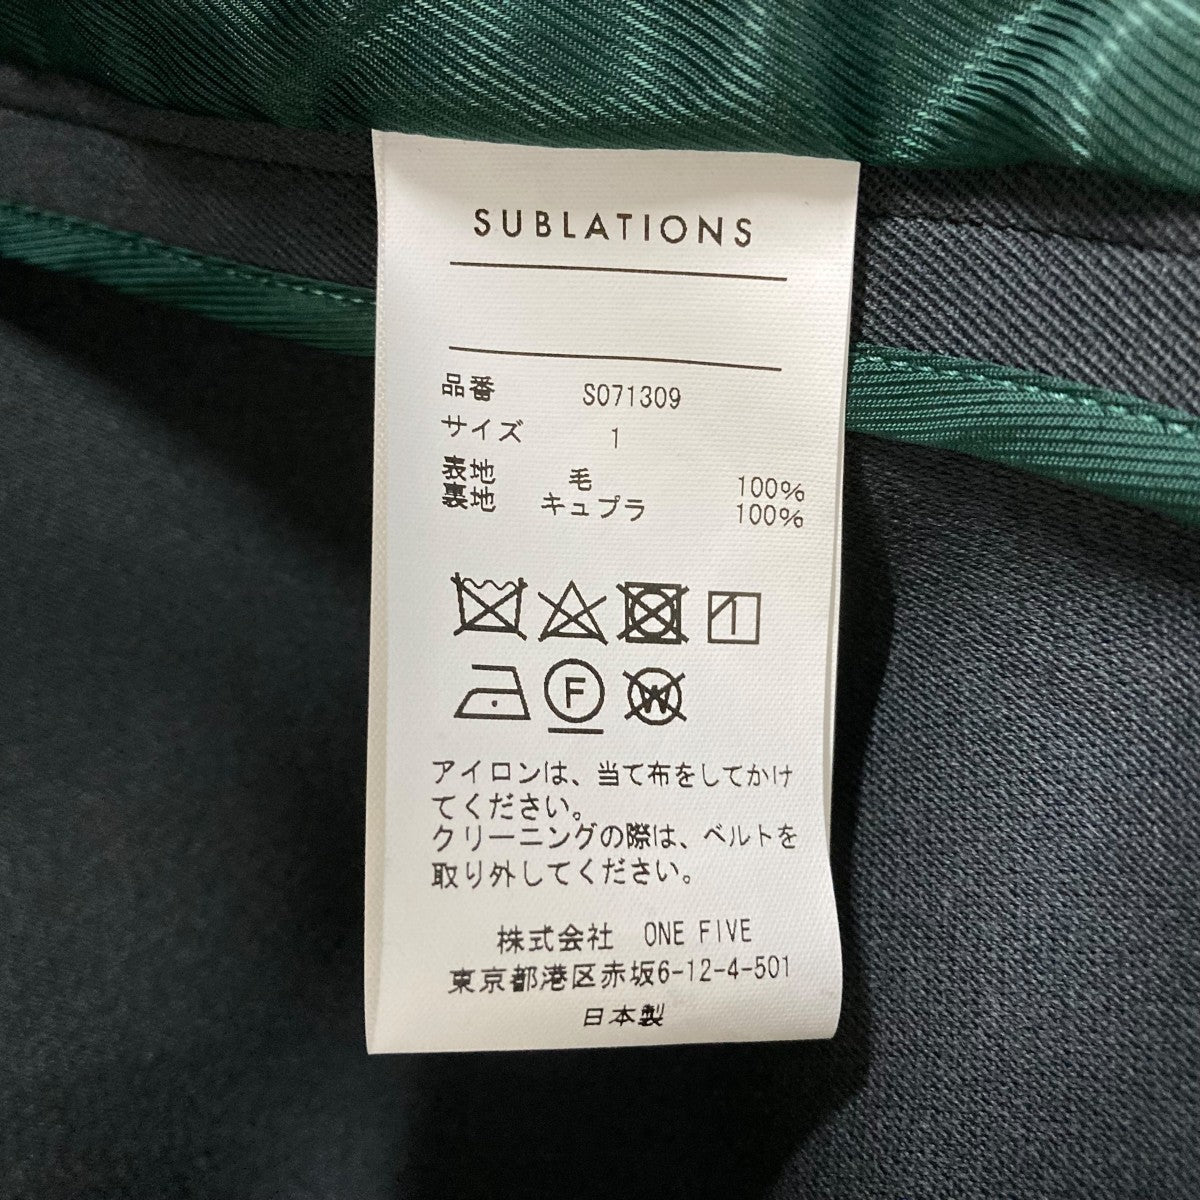 SUBLATIONS
品番 S071309
サイズ 1
表地 毛 100%
裏地 キュプラ 100%
F W
アイロンは、当て布をしてかけ
てください。
クリーニングの際は、ベルトを
取り外してください。
株式会社 ONE FIVE
東京都港区赤坂6-12-4-501
日本製